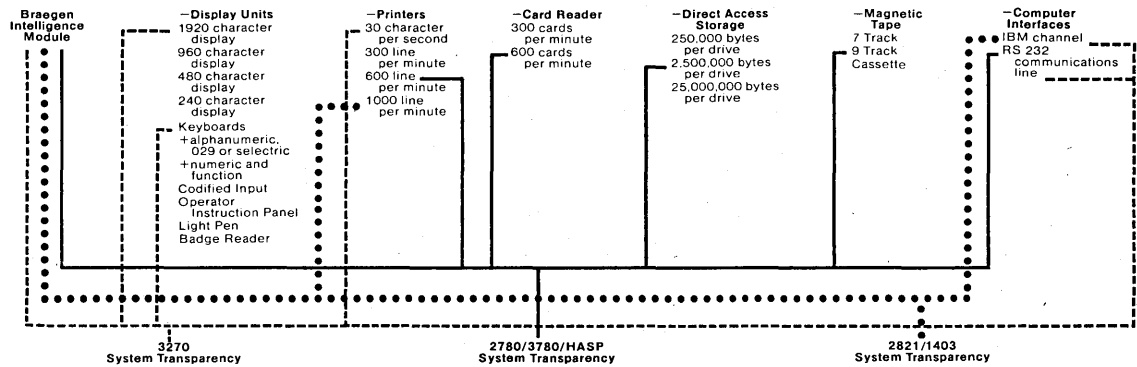 Braegen
Intelligence
Module
—Display Units
1920 character
display
960 character
display
480 character
display
240 character
display
Keyboards
+alphanumeric,
029 or selectric
+numeric and
function
Codified Input
Operator
Instruction Panel
Light Pen
Badge Reader
—Printers
30 character
per second
300 line
per minute
600 line
per minute
1000 line
per minute
—Card Reader
300 cards
per minute
600 cards
per minute
—Direct Access
Storage
250,000 bytes
per drive
2,500,000 bytes
per drive
25,000,000 bytes
per drive
—Magnetic
Tape
7 Track
9 Track
Cassette
—Computer
Interfaces
IBM channel
RS 232
communications
line
3270
System Transparency
2780/3780/HASP
System Transparency
2821/1403
System Transparency